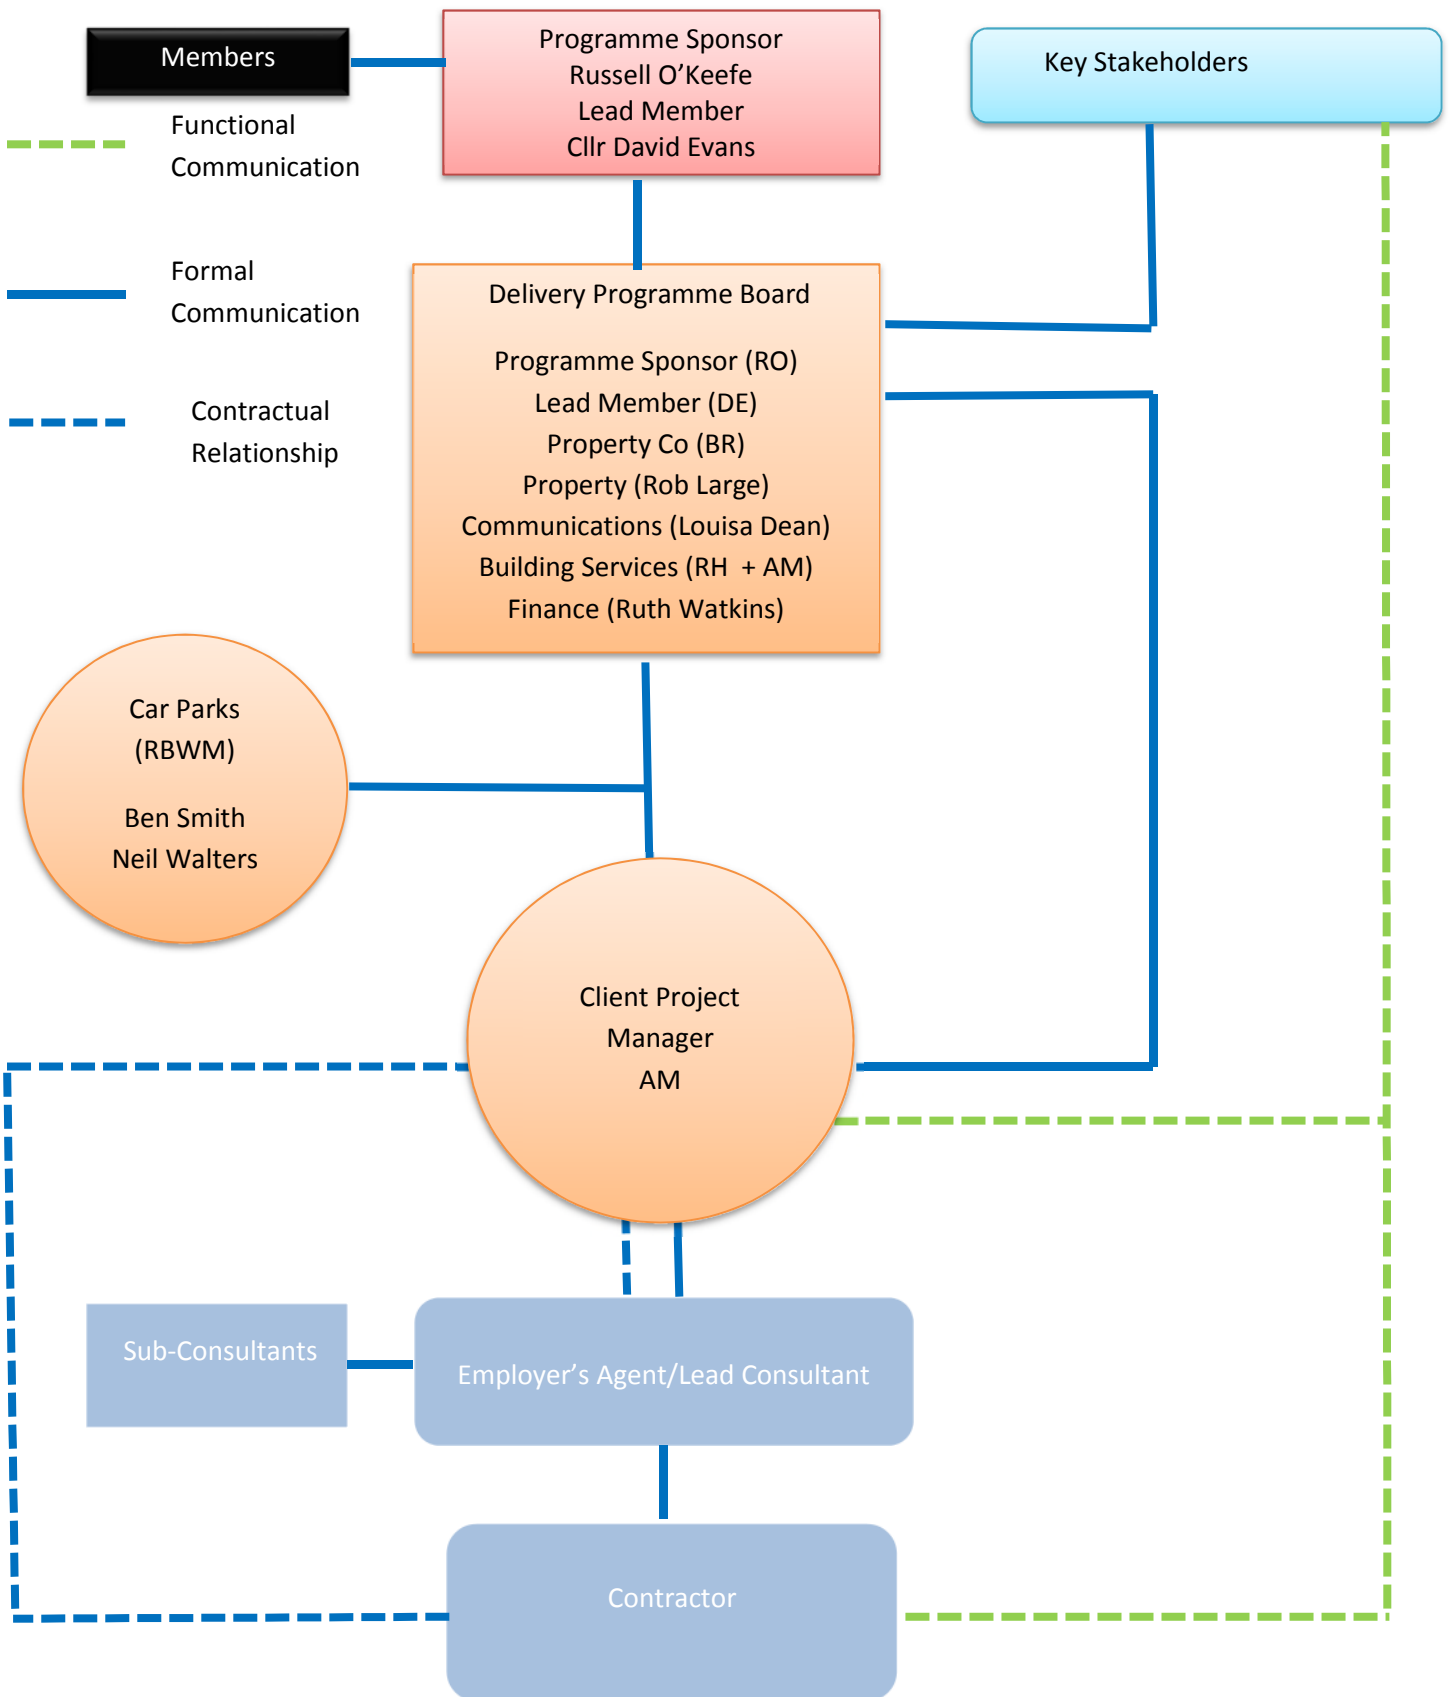 Members
Programme Sponsor
Russell O’Keefe
Lead Member
Cllr David Evans
Key Stakeholders
Functional
Communication
Formal
Communication
Contractual
Relationship
Delivery Programme Board
Programme Sponsor (RO)
Lead Member (DE)
Property Co (BR)
Property (Rob Large)
Communications (Louisa Dean)
Building Services (RH + AM)
Finance (Ruth Watkins)
Car Parks
(RBWM)
Ben Smith
Neil Walters
Client Project
Manager
AM
Sub-Consultants
Employer’s Agent/Lead Consultant
Contractor